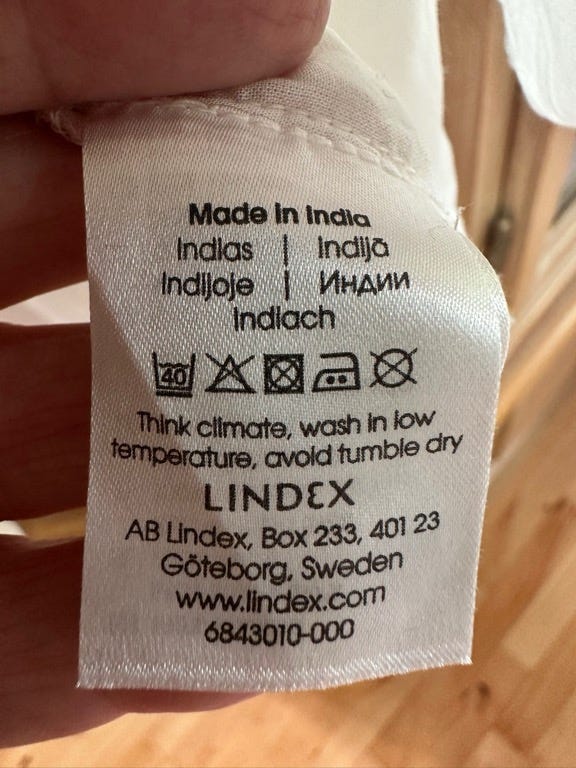 Made in India
Indias | Indijā
Indijoje | Индии
Indiach
40
Think climate, wash in low
temperature, avoid tumble dry
LINDEX
AB Lindex, Box 233, 401 23
Göteborg, Sweden
www.lindex.com
6843010-000